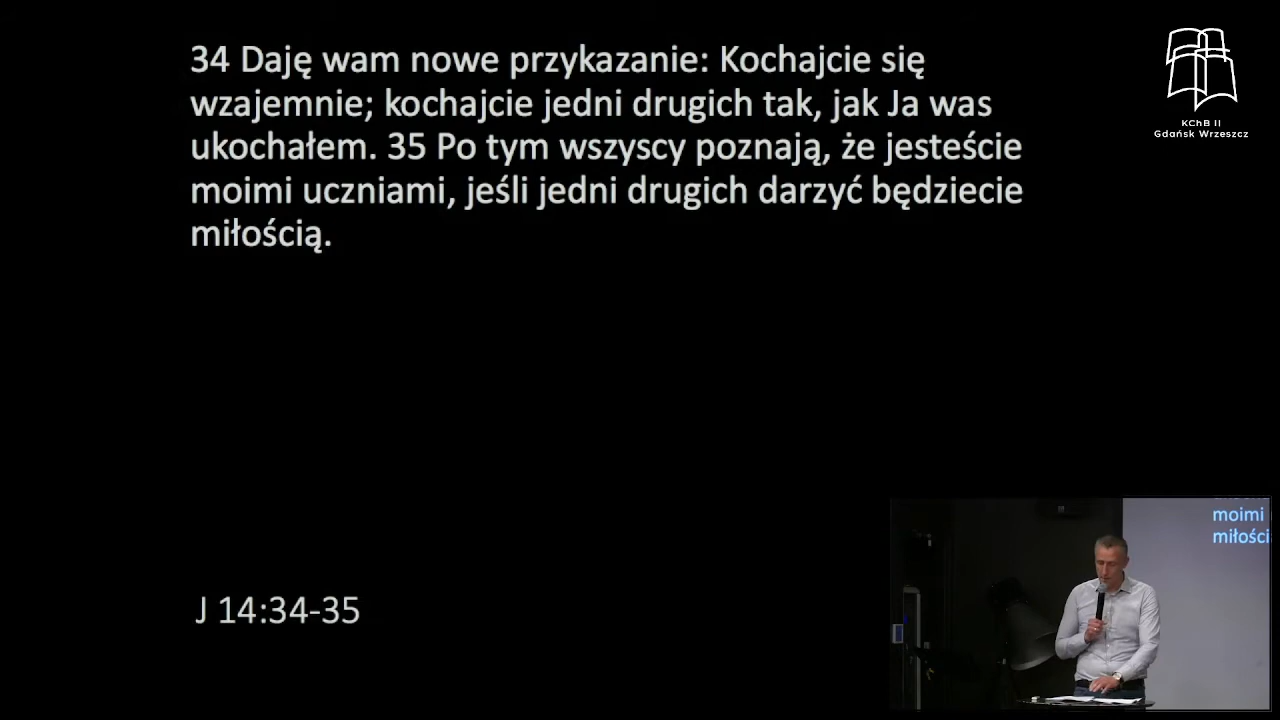 34 Daję wam nowe przykazanie: Kochajcie się
wzajemnie; kochajcie jedni drugich tak, jak Ja was
ukochałem. 35 Po tym wszyscy poznają, że jesteście
moimi uczniami, jeśli jedni drugich darzyć będziecie
miłością.
J 14:34-35
KChB II
Gdańsk Wrzeszcz
moimi
miłości